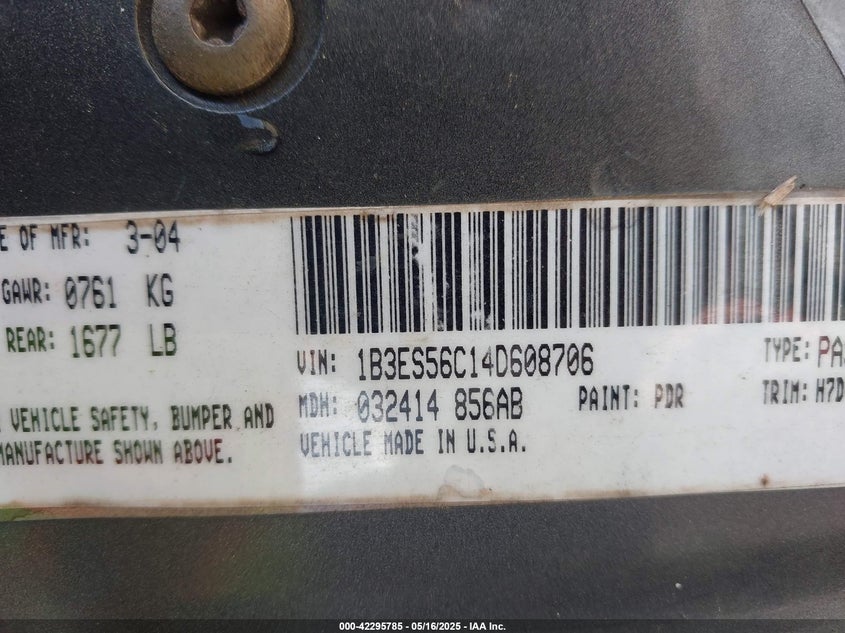 E OF MFR: 3-04
GAWR: 0761 KG
REAR: 1677 LB
VEHICLE SAFETY, BUMPER AND
MANUFACTURE SHOWN ABOVE.
VIN: 1B3ES56C14D608706
TYPE: PA
MDH: 032414 856AB
PAINT: PDR
TRIM: H7D
VEHICLE MADE IN U.S.A.
000-42295785 - 05/16/2025 - IAA Inc.